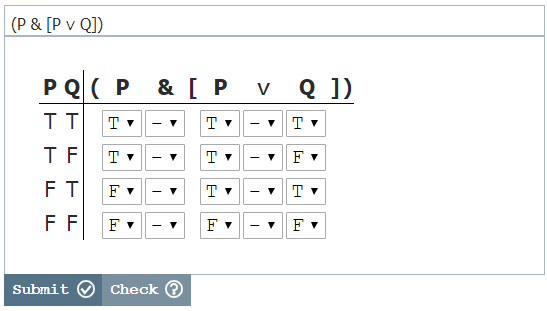 (P & [P v Q])
P Q ( P & [ P v Q ])
T T T – T – T
T F T – T – F
F T F – T – T
F F F – F – F
Submit Check ?